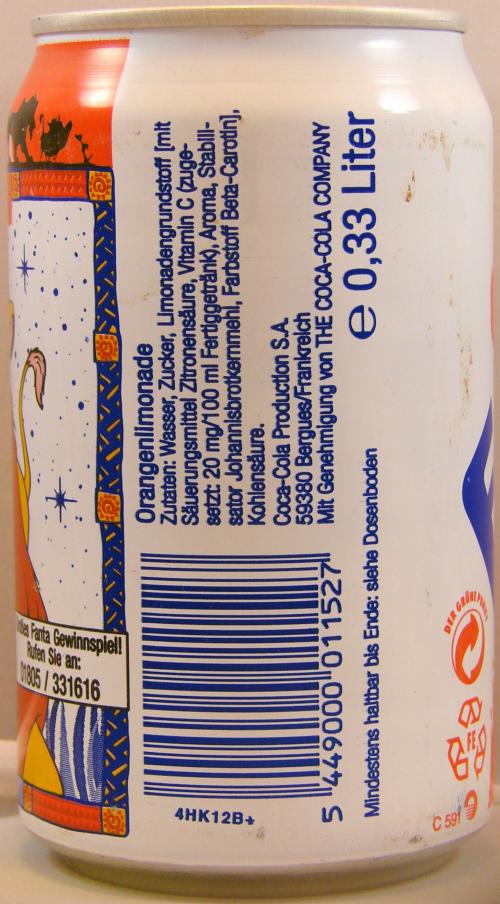 Orangenlimonade
Zutaten: Wasser, Zucker, Limonadengrundstoff [mit
Säuerungsmittel Zitronensäure, Vitamin C (zuge-
setzt: 20 mg/100 ml Fertiggetränk), Aroma, Stabili-
sator Johannisbrotkernmehl, Farbstoff Beta-Carotin],
Kohlensäure.
Coca-Cola Production S.A.
59380 Bergues/Frankreich
Mit Genehmigung von THE COCA-COLA COMPANY
e 0,33 Liter
Mindestens haltbar bis Ende: siehe Dosenboden
5 449000 011527
4HK12B+
Fanta Gewinnspiel!
Rufen Sie an:
01805 / 331616
DER GRÜNE PUNKT
FE
C 591